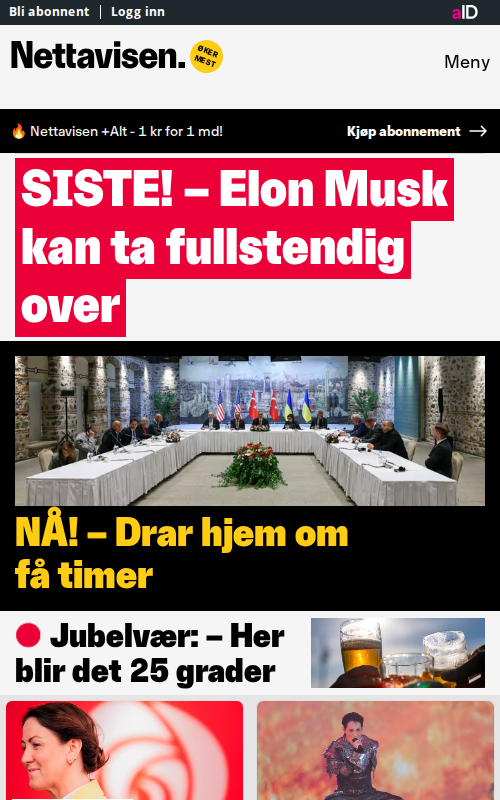 Bli abonnent | Logg inn
aID
Nettavisen.
ØKER
MEST
Meny
Nettavisen +Alt - 1 kr for 1 md!
Kjøp abonnement →
SISTE! – Elon Musk
kan ta fullstendig
over
NÅ! – Drar hjem om
få timer
Jubelvær: – Her
blir det 25 grader